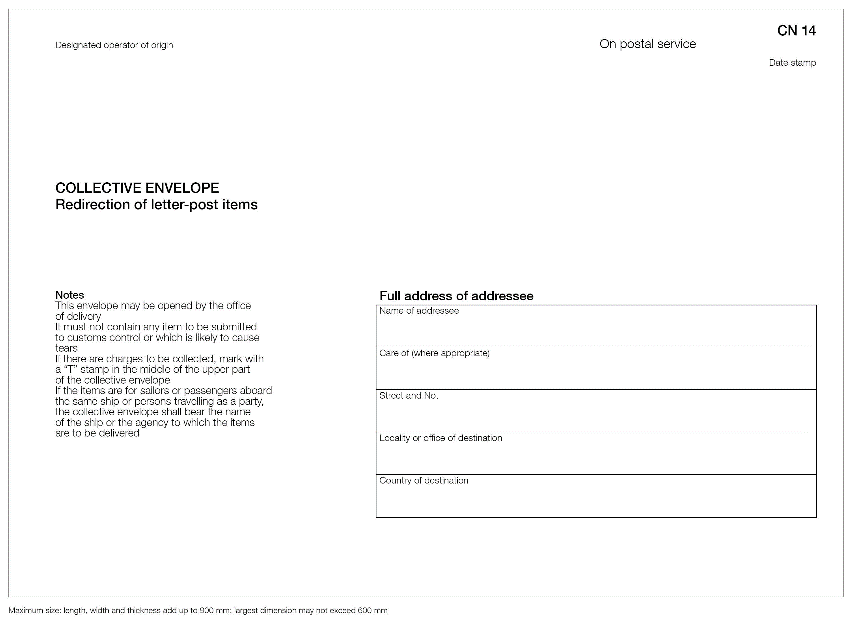 CN 14
Designated operator of origin
On postal service
Date stamp
COLLECTIVE ENVELOPE
Redirection of letter-post items
Notes
This envelope may be opened by the office
of delivery
It must not contain any item to be submitted
to customs control or which is likely to cause
tears
If there are charges to be collected, mark with
a “T” stamp in the middle of the upper part
of the collective envelope
If the items are for sailors or passengers aboard
the same ship or persons travelling as a party,
the collective envelope shall bear the name
of the ship or the agency to which the items
are to be delivered
Full address of addressee
Name of addressee
Care of (where appropriate)
Street and No.
Locality or office of destination
Country of destination
Maximum size: length, width and thickness add up to 900 mm; largest dimension may not exceed 600 mm